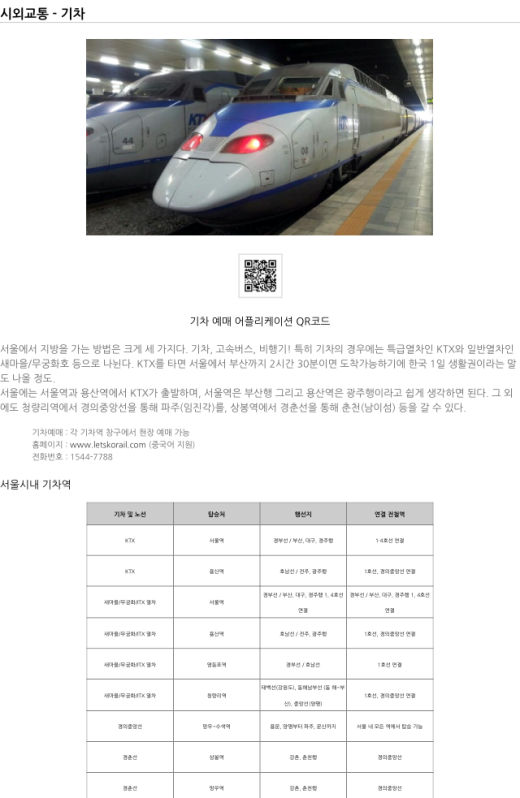 시외교통 - 기차
기차 예매 어플리케이션 QR코드
서울에서 지방을 가는 방법은 크게 세 가지다. 기차, 고속버스, 비행기! 특히 기차의 경우에는 특급열차인 KTX와 일반열차인
새마을/무궁화호 등으로 나뉜다. KTX를 타면 서울에서 부산까지 2시간 30분이면 도착가능하기에 한국 1일 생활권이라는 말
도 나올 정도.
서울에는 서울역과 용산역에서 KTX가 출발하며, 서울역은 부산행 그리고 용산역은 광주행이라고 쉽게 생각하면 된다. 그 외
에도 청량리역에서 경의중앙선을 통해 파주(임진각)를, 상봉역에서 경춘선을 통해 춘천(남이섬) 등을 갈 수 있다.
기차예매 : 각 기차역 창구에서 현장 예매 가능
홈페이지 : www.letskorail.com (중국어 지원)
전화번호 : 1544-7788
서울시내 기차역
기차 및 노선 탑승처 행선지 연결 전철역
KTX 서울역 경부선 / 부산, 대구, 경주행 1·4호선 연결
KTX 용산역 호남선 / 전주, 광주행 1호선, 경의중앙선 연결
새마을/무궁화/ITX 열차 서울역 경부선 / 부산, 대구, 경주행 1, 4호선 연결 경부선 / 부산, 대구, 경주행 1, 4호선 연결
새마을/무궁화/ITX 열차 용산역 호남선 / 전주, 광주행 1호선, 경의중앙선 연결
새마을/무궁화/ITX 열차 영등포역 경부선 / 호남선 1호선 연결
새마을/무궁화/ITX 열차 청량리역 태백선(강원도), 동해남부선 (동 해~부산), 중앙선(양평) 1호선, 경의중앙선 연결
경의중앙선 망우~수색역 용문, 양평부터 파주, 문산까지 서울 내 모든 역에서 탑승 가능
경춘선 상봉역 강촌, 춘천행 경의중앙선
경춘선 망우역 강촌, 춘천행 경의중앙선